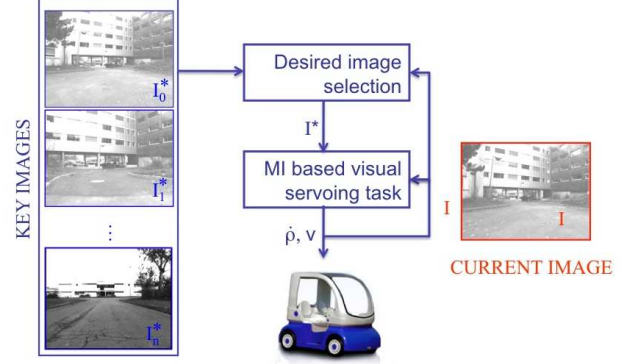 KEY IMAGES
I*0
I*1
⋮
I*n
Desired image
selection
I*
MI based visual
servoing task
ρ̇, v
I
I
CURRENT IMAGE